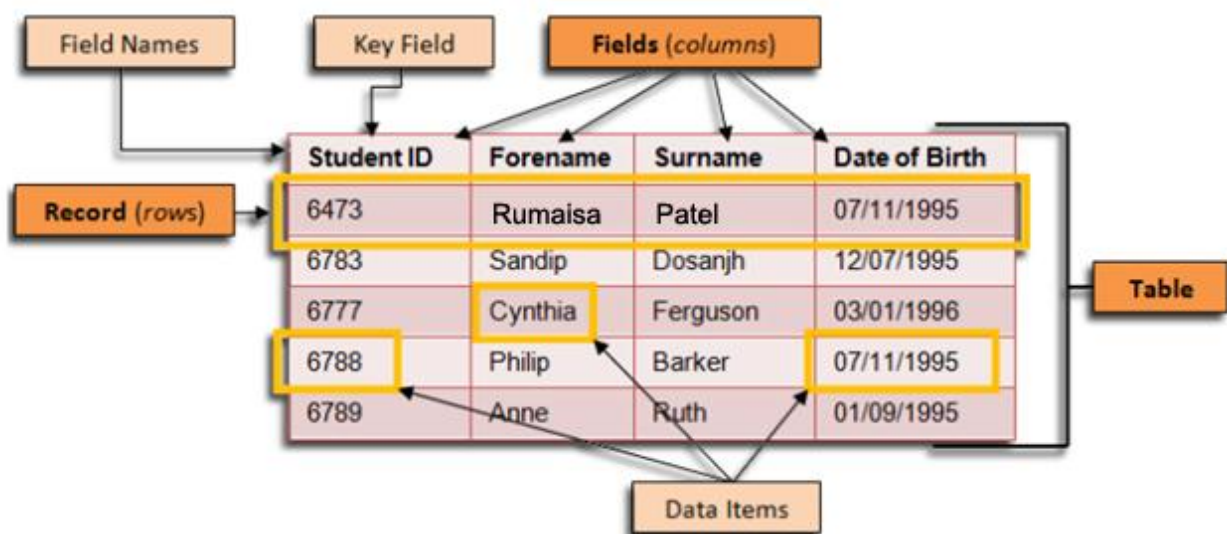 Field Names
Key Field
Fields (columns)
Student ID Forename Surname Date of Birth
Record (rows)
6473 Rumaisa Patel 07/11/1995
6783 Sandip Dosanjh 12/07/1995
6777 Cynthia Ferguson 03/01/1996
Table
6788 Philip Barker 07/11/1995
6789 Anne Ruth 01/09/1995
Data Items